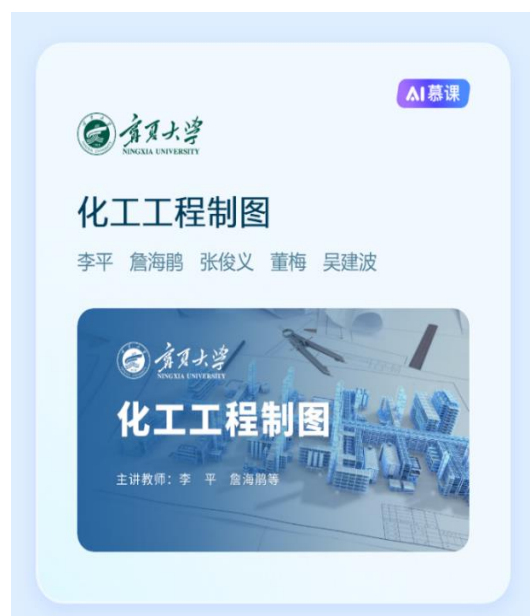 AI慕课
宁夏大学
NINGXIA UNIVERSITY
化工工程制图
李平 詹海鹃 张俊义 董梅 吴建波
宁夏大学
NINGXIA UNIVERSITY
化工工程制图
主讲教师：李 平 詹海鹃等